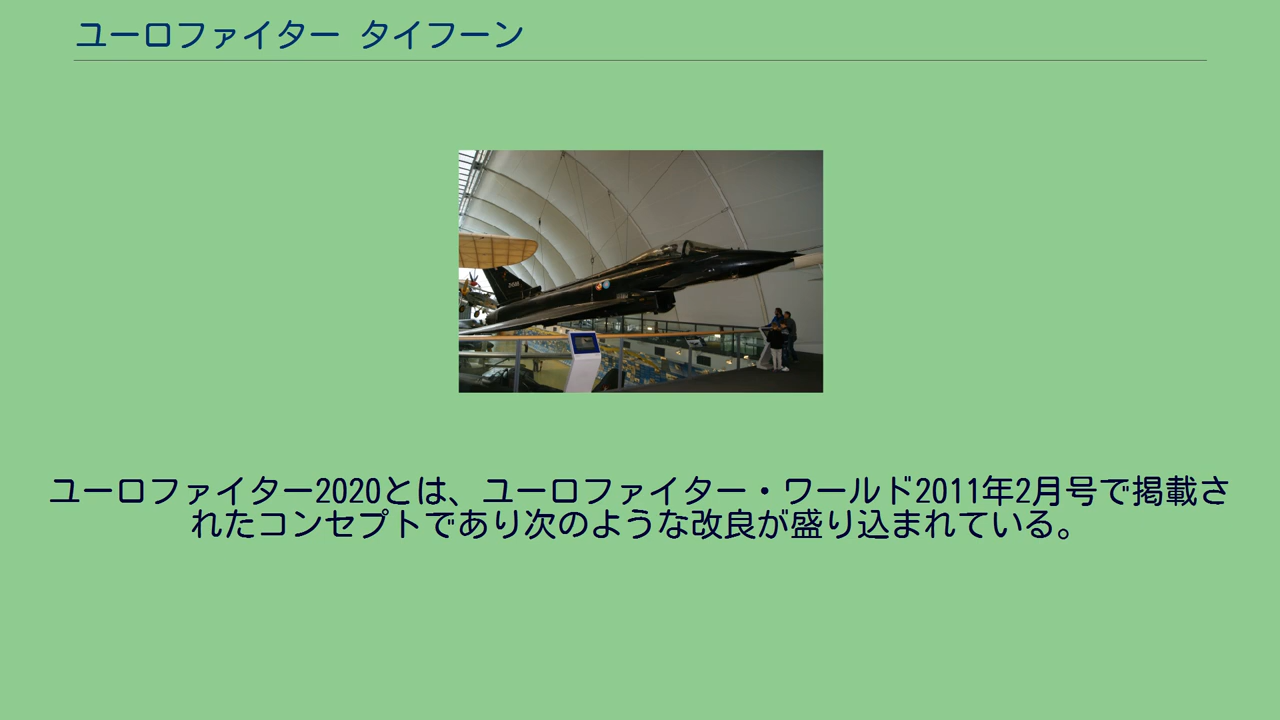 ユーロファイター タイフーン
ユーロファイター2020とは、ユーロファイター・ワールド2011年2月号で掲載さ
れたコンセプトであり次のような改良が盛り込まれている。